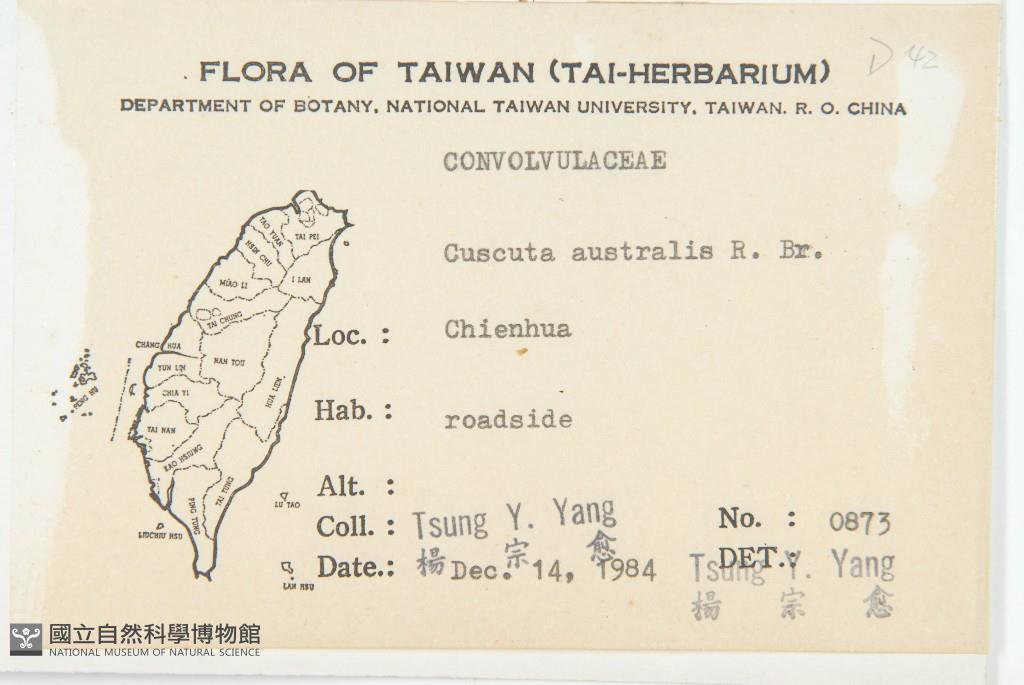 D 42
FLORA OF TAIWAN (TAI-HERBARIUM)
DEPARTMENT OF BOTANY, NATIONAL TAIWAN UNIVERSITY, TAIWAN. R. O. CHINA
CONVOLVULACEAE
Cuscuta australis R. Br.
Loc. : Chienhua
Hab. : roadside
Alt. :
Coll. : Tsung Y. Yang
楊 宗 愈
No. : 0873
Date.: Dec. 14, 1984
DET.: Tsung Y. Yang
楊 宗 愈
TAI PEI
TAO YUAN
HSIN CHU
I LAN
MIAO LI
TAI CHUNG
CHANG HUA
NAN TOU
YUN LIN
HUA LIEN
CHIA YI
PENG HU
TAI NAN
KAO HSIUNG
TAI TUNG
PING TUNG
LU TAO
LIUCHIU HSU
LAN HSU
國立自然科學博物館
NATIONAL MUSEUM OF NATURAL SCIENCE